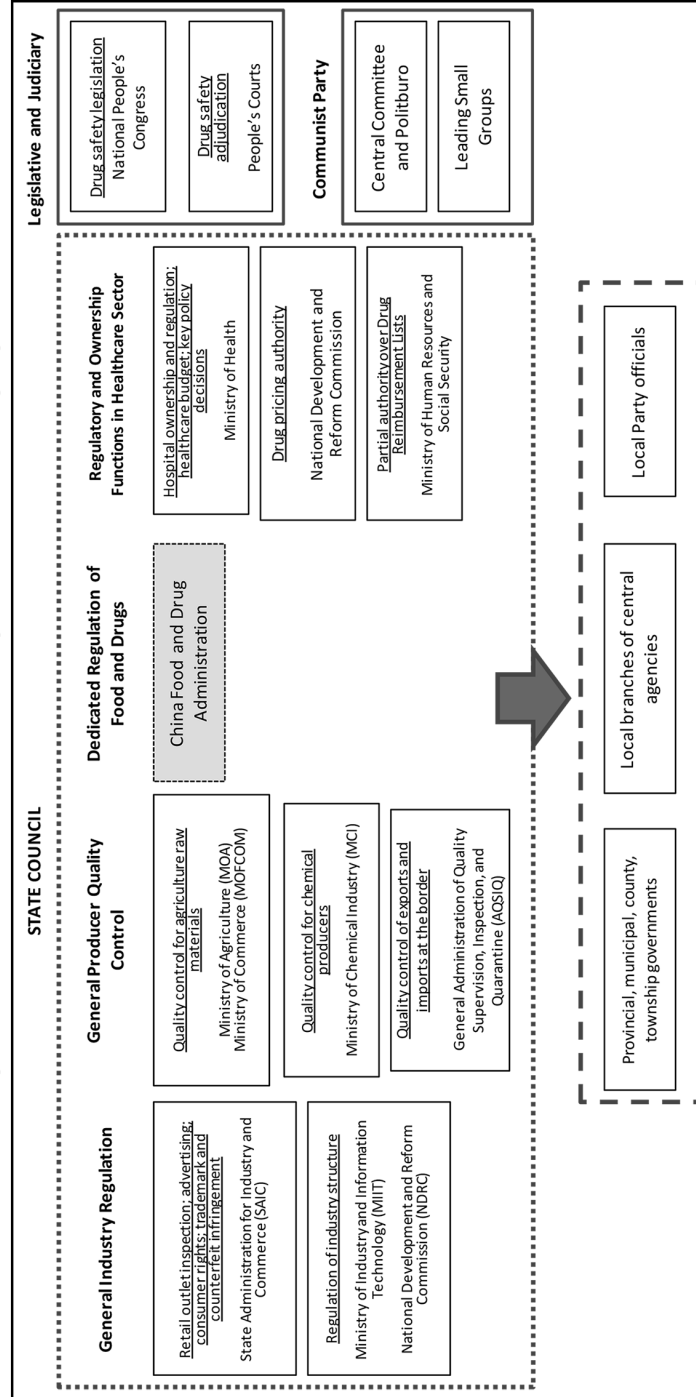 STATE COUNCIL
General Industry Regulation
Retail outlet inspection; advertising;
consumer rights; trademark and
counterfeit infringement
State Administration for Industry and
Commerce (SAIC)
Regulation of industry structure
Ministry of Industry and Information
Technology (MIIT)
National Development and Reform
Commission (NDRC)
General Producer Quality
Control
Quality control for agriculture raw
materials
Ministry of Agriculture (MOA)
Ministry of Commerce (MOFCOM)
Quality control for chemical
producers
Ministry of Chemical Industry (MCI)
Quality control of exports and
imports at the border
General Administration of Quality
Supervision, Inspection, and
Quarantine (AQSIQ)
Dedicated Regulation of
Food and Drugs
China Food and Drug
Administration
Regulatory and Ownership
Functions in Healthcare Sector
Hospital ownership and regulation;
healthcare budget; key policy
decisions
Ministry of Health
Drug pricing authority
National Development and
Reform Commission
Partial authority over Drug
Reimbursement Lists
Ministry of Human Resources and
Social Security
Legislative and Judiciary
Drug safety legislation
National People's
Congress
Drug safety
adjudication
People's Courts
Communist Party
Central Committee
and Politburo
Leading Small
Groups
Provincial, municipal, county,
township governments
Local branches of central
agencies
Local Party officials